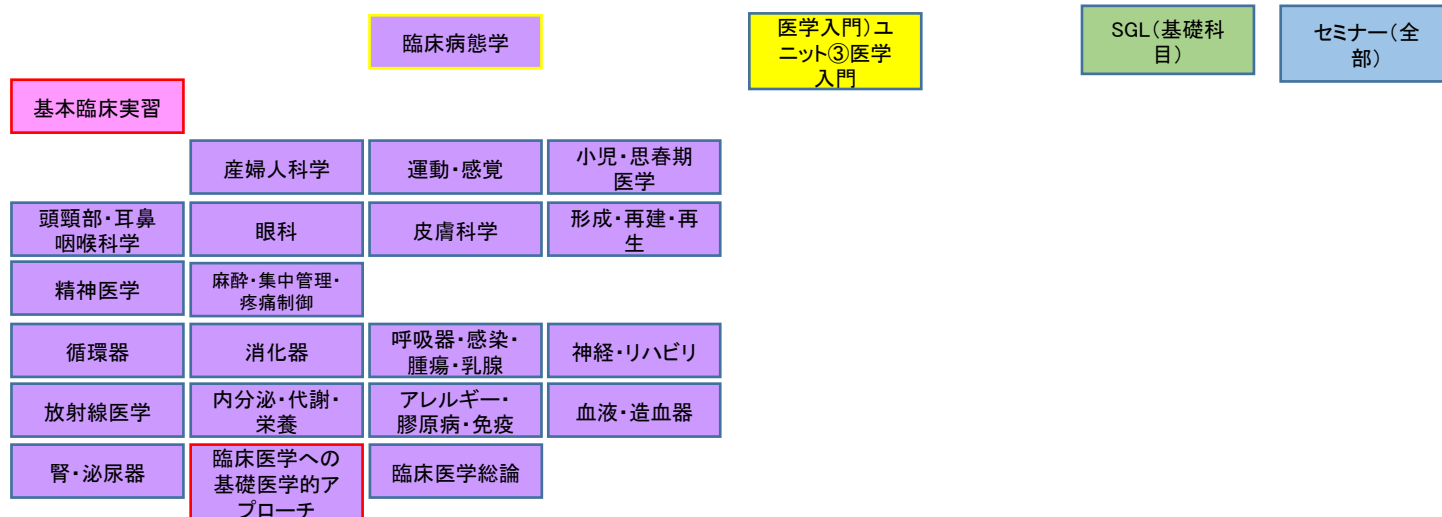 臨床病態学
医学入門)ユ
ニット③医学
入門
SGL(基礎科
目)
セミナー(全
部)
基本臨床実習
産婦人科学
運動・感覚
小児・思春期
医学
頭頸部・耳鼻
咽喉科学
眼科
皮膚科学
形成・再建・再
生
精神医学
麻酔・集中管理・
疼痛制御
循環器
消化器
呼吸器・感染・
腫瘍・乳腺
神経・リハビリ
放射線医学
内分泌・代謝・
栄養
アレルギー・
膠原病・免疫
血液・造血器
腎・泌尿器
臨床医学への
基礎医学的ア
プローチ
臨床医学総論